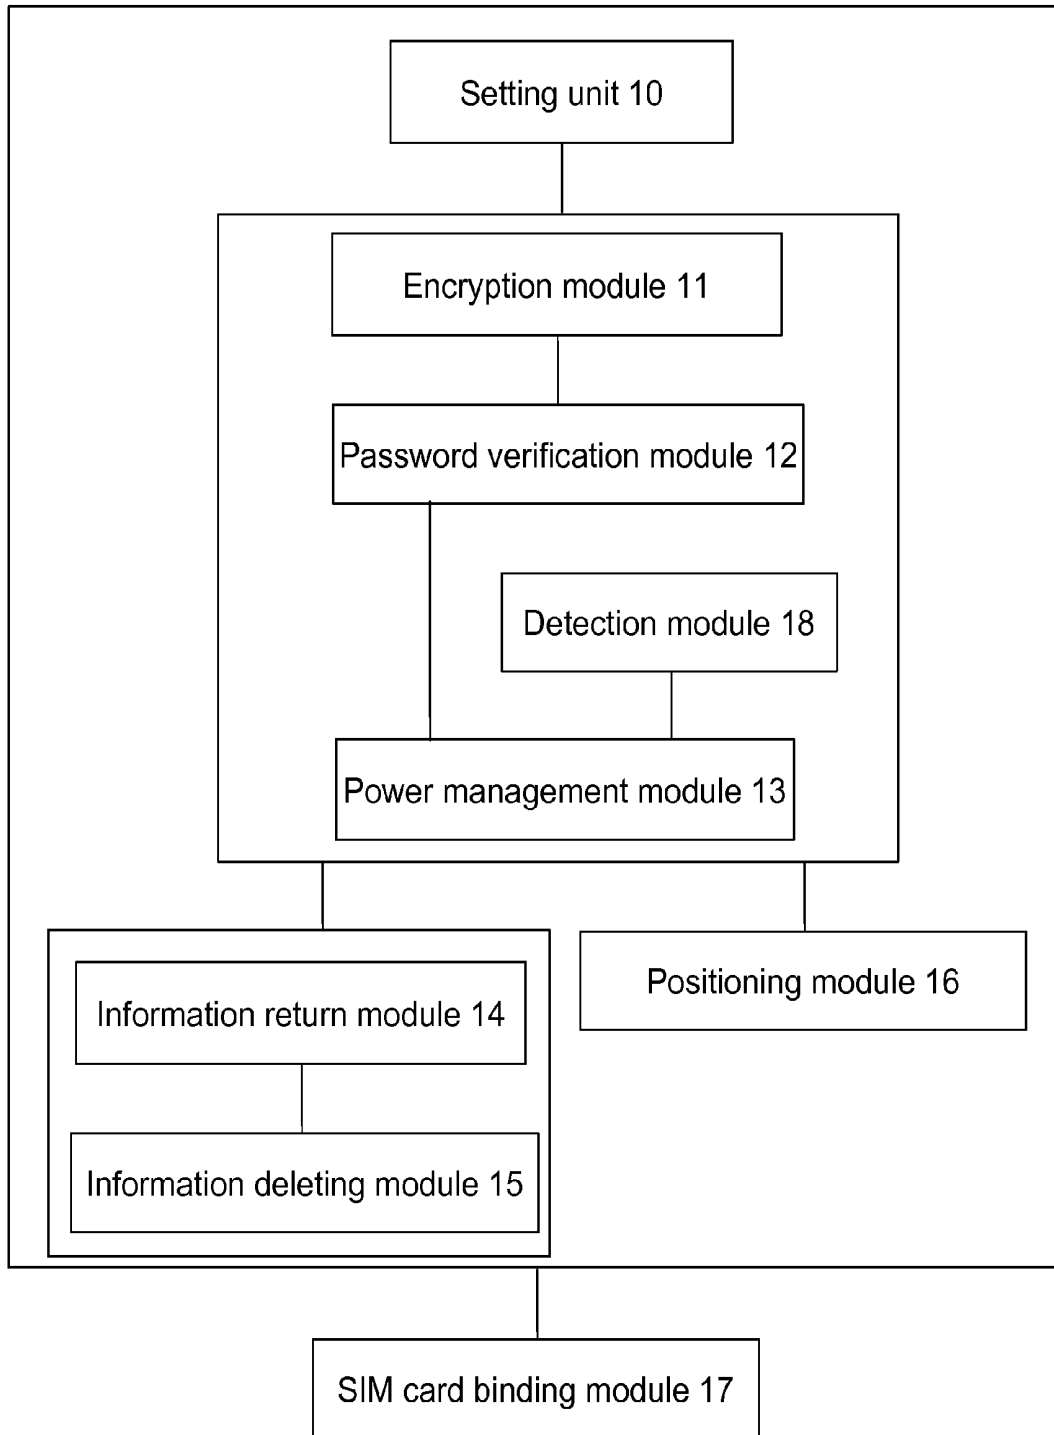 Setting unit 10
Encryption module 11
Password verification module 12
Detection module 18
Power management module 13
Positioning module 16
Information return module 14
Information deleting module 15
SIM card binding module 17